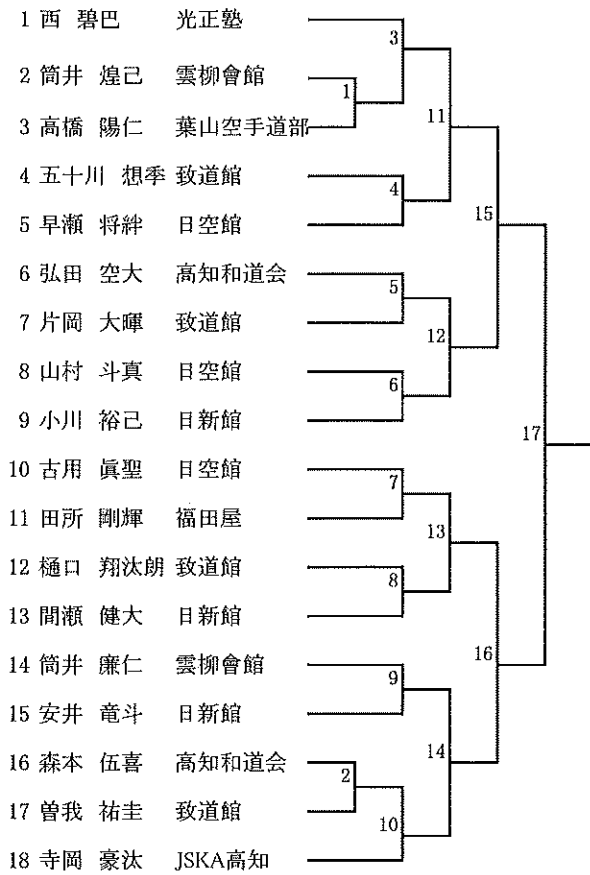 1 西 碧巴 光正塾
3
2 筒井 煌己 雲柳會館
1
11
3 高橋 陽仁 葉山空手道部
4 五十川 想季 致道館
4
15
5 早瀬 将絆 日空館
6 弘田 空大 高知和道会
5
7 片岡 大暉 致道館
12
8 山村 斗真 日空館
6
9 小川 裕己 日新館
17
10 古用 眞聖 日空館
7
11 田所 剛輝 福田屋
13
12 樋口 翔汰朗 致道館
8
13 間瀬 健大 日新館
16
14 筒井 廉仁 雲柳會館
9
15 安井 竜斗 日新館
16 森本 伍喜 高知和道会
14
2
17 曽我 祐圭 致道館
10
18 寺岡 豪汰 JSKA高知